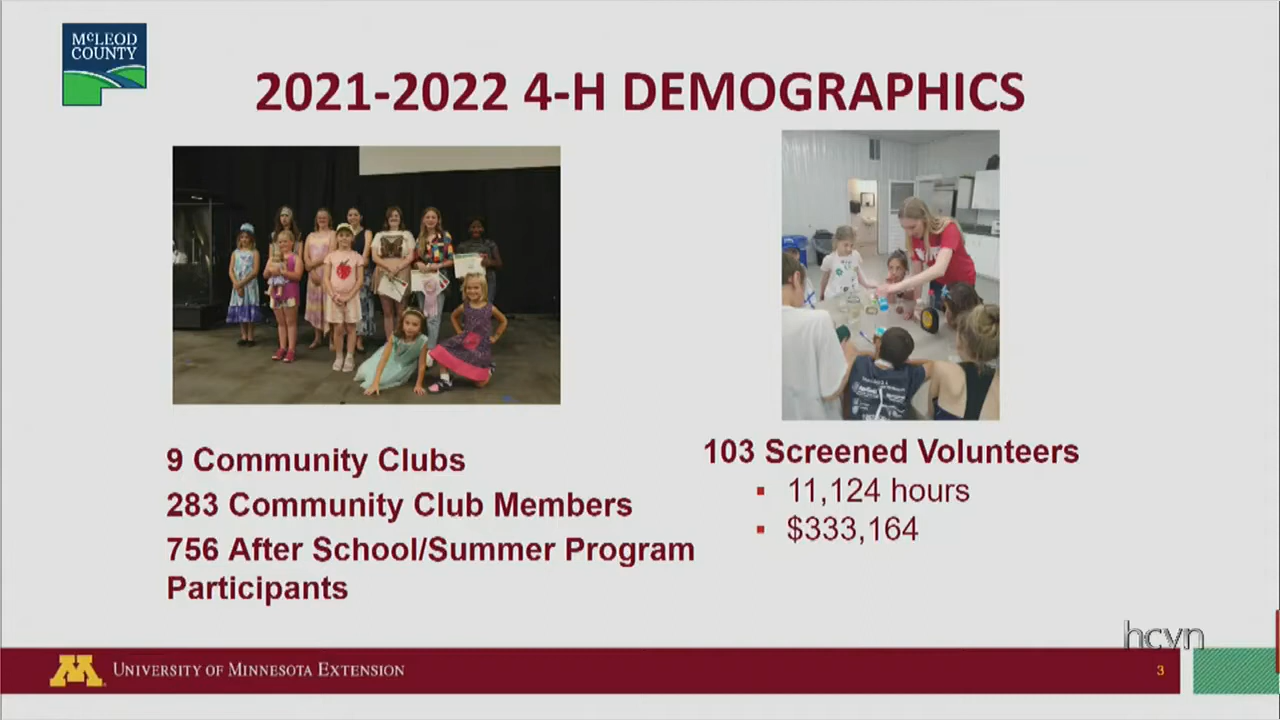 McLEOD
COUNTY
2021-2022 4-H DEMOGRAPHICS
9 Community Clubs
283 Community Club Members
756 After School/Summer Program
Participants
103 Screened Volunteers
▪ 11,124 hours
▪ $333,164
hcvn
M UNIVERSITY OF MINNESOTA EXTENSION
3